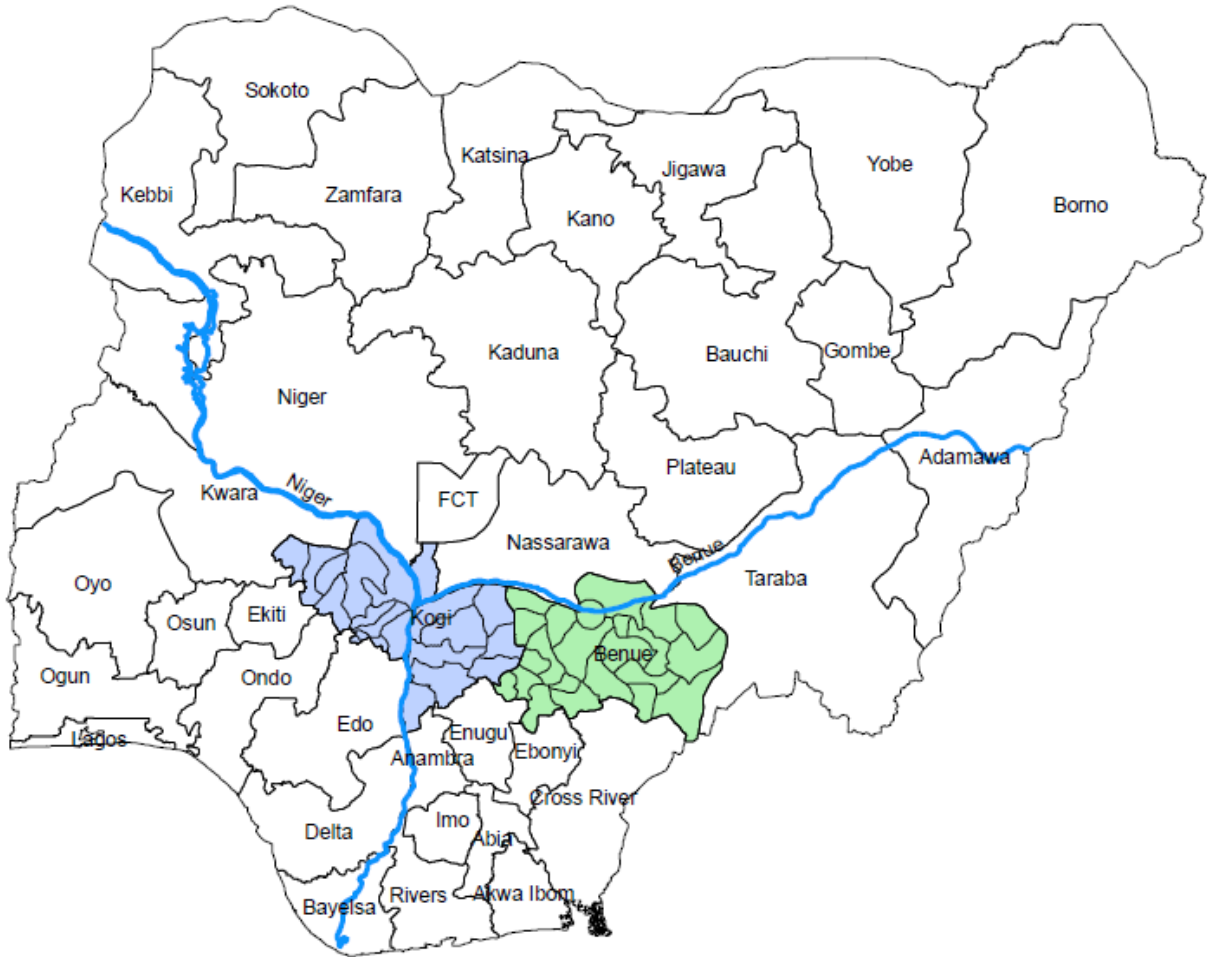 Sokoto
Katsina
Jigawa
Yobe
Kebbi
Zamfara
Kano
Borno
Kaduna
Bauchi
Gombe
Niger
Adamawa
Plateau
Kwara
Niger
FCT
Nassarawa
Benue
Taraba
Oyo
Osun
Ekiti
Kogi
Benue
Ogun
Ondo
Edo
Enugu
Lagos
Anambra
Ebonyi
Cross River
Delta
Imo
Abia
Bayelsa
Rivers
Akwa Ibom